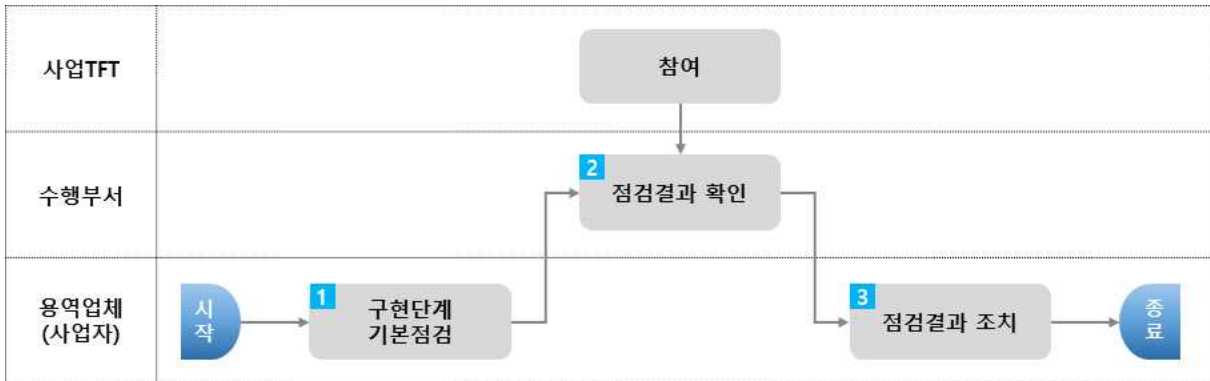 사업TFT
참여
수행부서
2
점검결과 확인
용역업체
(사업자)
시
작
1
구현단계
기본점검
3
점검결과 조치
종
료